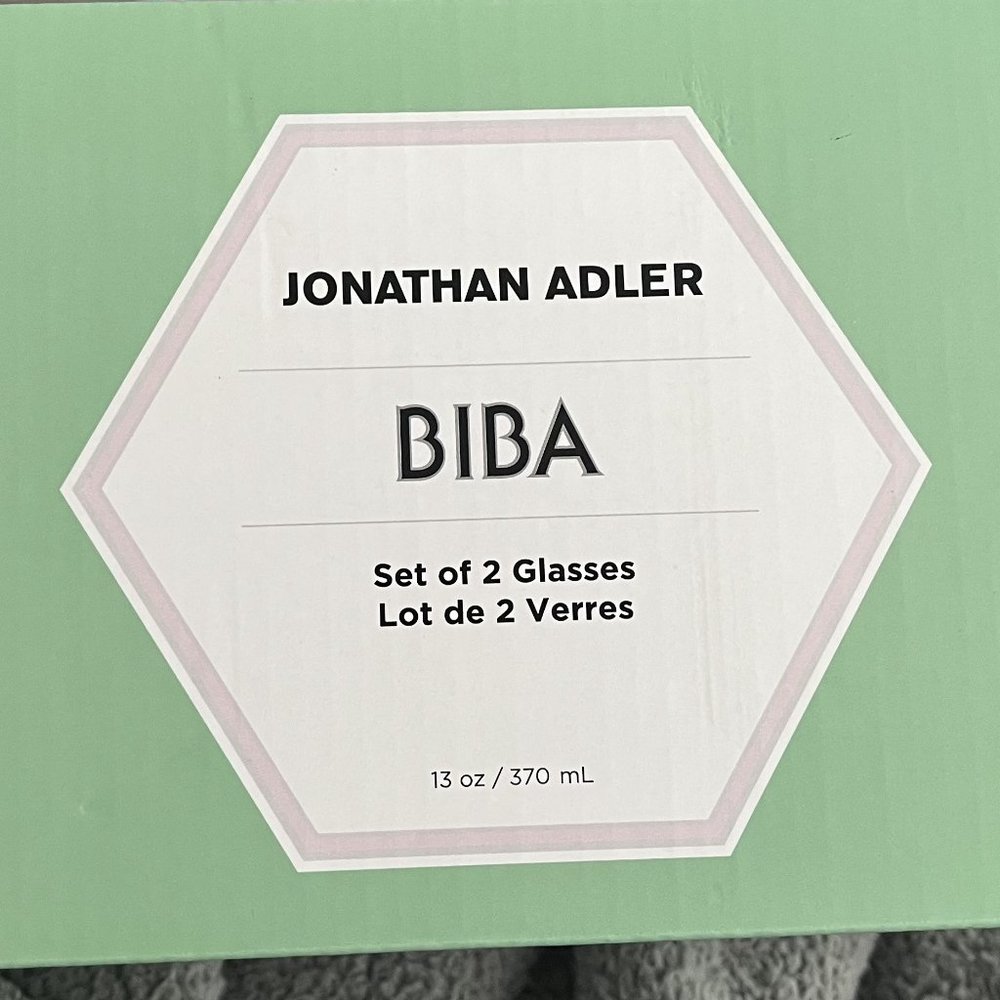 JONATHAN ADLER
BIBA
Set of 2 Glasses
Lot de 2 Verres
13 oz / 370 mL